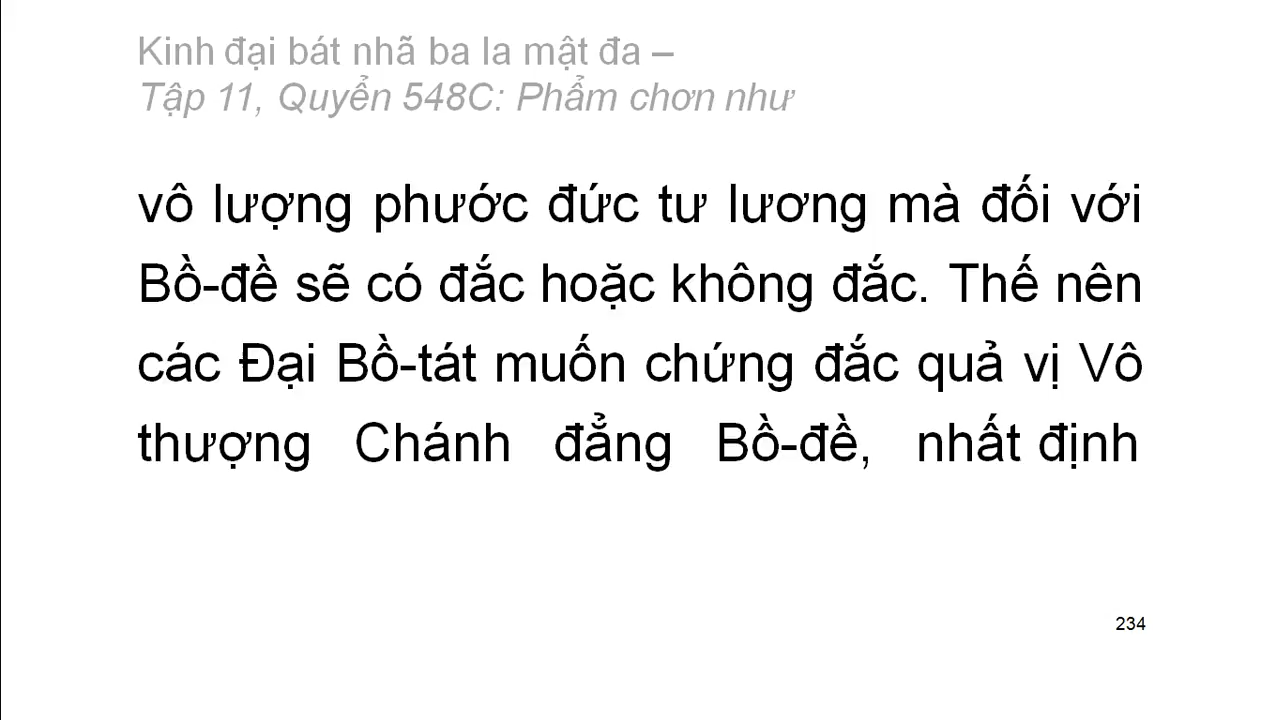 Kinh đại bát nhã ba la mật đa –
Tập 11, Quyển 548C: Phẩm chơn như
vô lượng phước đức tư lương mà đối với
Bồ-đề sẽ có đắc hoặc không đắc. Thế nên
các Đại Bồ-tát muốn chứng đắc quả vị Vô
thượng Chánh đẳng Bồ-đề, nhất định
234